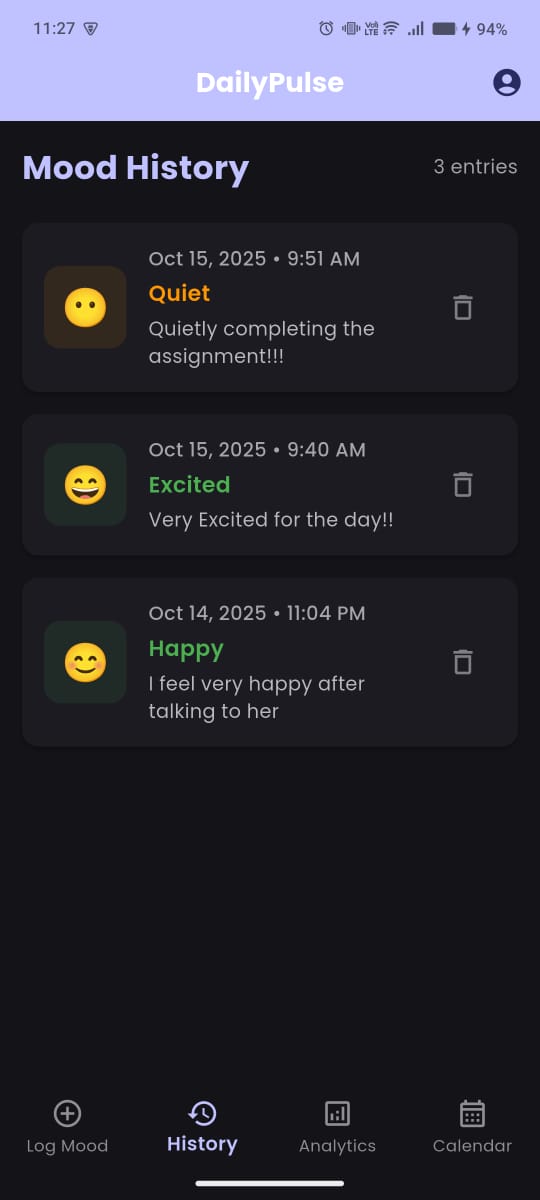 11:27 VoD LTE 94%
DailyPulse
Mood History 3 entries
Oct 15, 2025 • 9:51 AM
Quiet
Quietly completing the
assignment!!!
Oct 15, 2025 • 9:40 AM
Excited
Very Excited for the day!!
Oct 14, 2025 • 11:04 PM
Happy
I feel very happy after
talking to her
Log Mood History Analytics Calendar